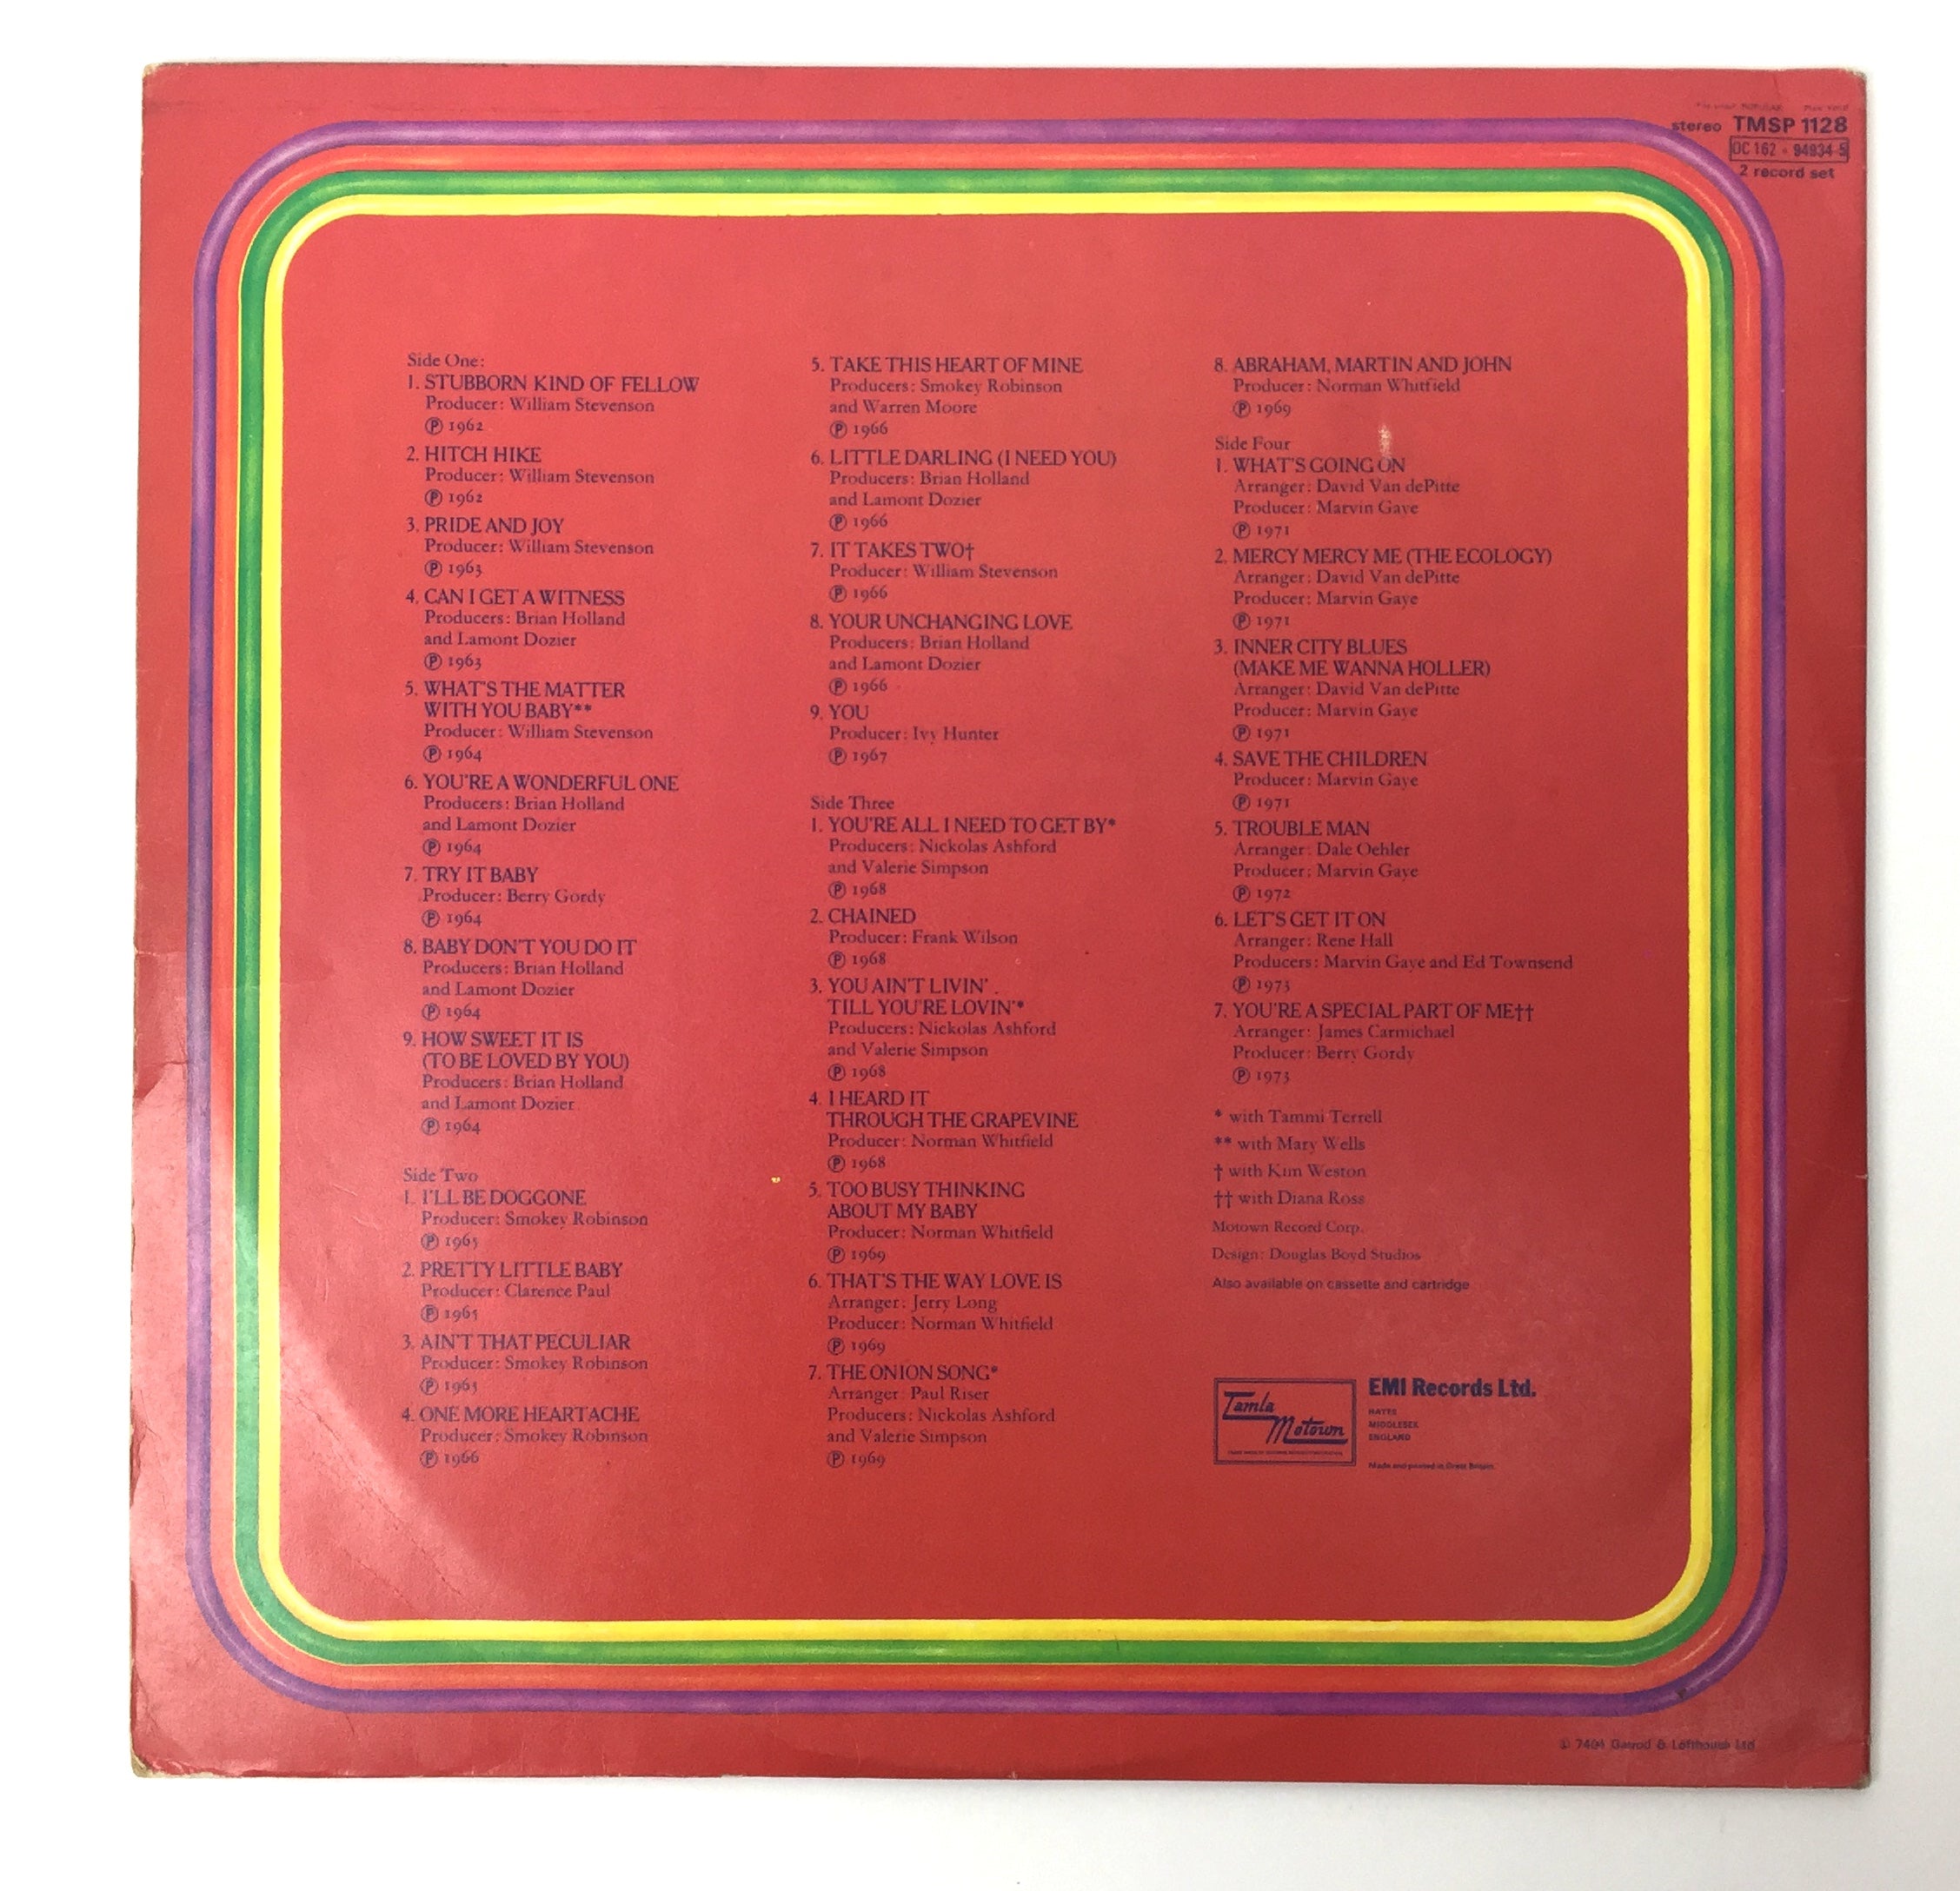 stereo TMSP 1128
OC 162 - 94934-5
2 record set
Side One:
1. STUBBORN KIND OF FELLOW
Producer: William Stevenson
℗ 1962
2. HITCH HIKE
Producer: William Stevenson
℗ 1962
3. PRIDE AND JOY
Producer: William Stevenson
℗ 1963
4. CAN I GET A WITNESS
Producers: Brian Holland
and Lamont Dozier
℗ 1963
5. WHAT'S THE MATTER
WITH YOU BABY**
Producer: William Stevenson
℗ 1964
6. YOU'RE A WONDERFUL ONE
Producers: Brian Holland
and Lamont Dozier
℗ 1964
7. TRY IT BABY
Producer: Berry Gordy
℗ 1964
8. BABY DON'T YOU DO IT
Producers: Brian Holland
and Lamont Dozier
℗ 1964
9. HOW SWEET IT IS
(TO BE LOVED BY YOU)
Producers: Brian Holland
and Lamont Dozier
℗ 1964
Side Two
1. I'LL BE DOGGONE
Producer: Smokey Robinson
℗ 1965
2. PRETTY LITTLE BABY
Producer: Clarence Paul
℗ 1965
3. AIN'T THAT PECULIAR
Producer: Smokey Robinson
℗ 1965
4. ONE MORE HEARTACHE
Producer: Smokey Robinson
℗ 1966
5. TAKE THIS HEART OF MINE
Producers: Smokey Robinson
and Warren Moore
℗ 1966
6. LITTLE DARLING (I NEED YOU)
Producers: Brian Holland
and Lamont Dozier
℗ 1966
7. IT TAKES TWO†
Producer: William Stevenson
℗ 1966
8. YOUR UNCHANGING LOVE
Producers: Brian Holland
and Lamont Dozier
℗ 1966
9. YOU
Producer: Ivy Hunter
℗ 1967
Side Three
1. YOU'RE ALL I NEED TO GET BY*
Producers: Nickolas Ashford
and Valerie Simpson
℗ 1968
2. CHAINED
Producer: Frank Wilson
℗ 1968
3. YOU AIN'T LIVIN'
TILL YOU'RE LOVIN'*
Producers: Nickolas Ashford
and Valerie Simpson
℗ 1968
4. I HEARD IT
THROUGH THE GRAPEVINE
Producer: Norman Whitfield
℗ 1968
5. TOO BUSY THINKING
ABOUT MY BABY
Producer: Norman Whitfield
℗ 1969
6. THAT'S THE WAY LOVE IS
Arranger: Jerry Long
Producer: Norman Whitfield
℗ 1969
7. THE ONION SONG*
Arranger: Paul Riser
Producers: Nickolas Ashford
and Valerie Simpson
℗ 1969
8. ABRAHAM, MARTIN AND JOHN
Producer: Norman Whitfield
℗ 1969
Side Four
1. WHAT'S GOING ON
Arranger: David Van dePitte
Producer: Marvin Gaye
℗ 1971
2. MERCY MERCY ME (THE ECOLOGY)
Arranger: David Van dePitte
Producer: Marvin Gaye
℗ 1971
3. INNER CITY BLUES
(MAKE ME WANNA HOLLER)
Arranger: David Van dePitte
Producer: Marvin Gaye
℗ 1971
4. SAVE THE CHILDREN
Producer: Marvin Gaye
℗ 1971
5. TROUBLE MAN
Arranger: Dale Oehler
Producer: Marvin Gaye
℗ 1972
6. LET'S GET IT ON
Arranger: Rene Hall
Producers: Marvin Gaye and Ed Townsend
℗ 1973
7. YOU'RE A SPECIAL PART OF ME††
Arranger: James Carmichael
Producer: Berry Gordy
℗ 1973
* with Tammi Terrell
** with Mary Wells
† with Kim Weston
†† with Diana Ross
Motown Record Corp.
Design: Douglas Boyd Studios
Also available on cassette and cartridge
Tamla
Motown
EMI Records Ltd.
HAYES
MIDDLESEX
ENGLAND
Made and printed in Great Britain
Garrod & Lofthouse Ltd